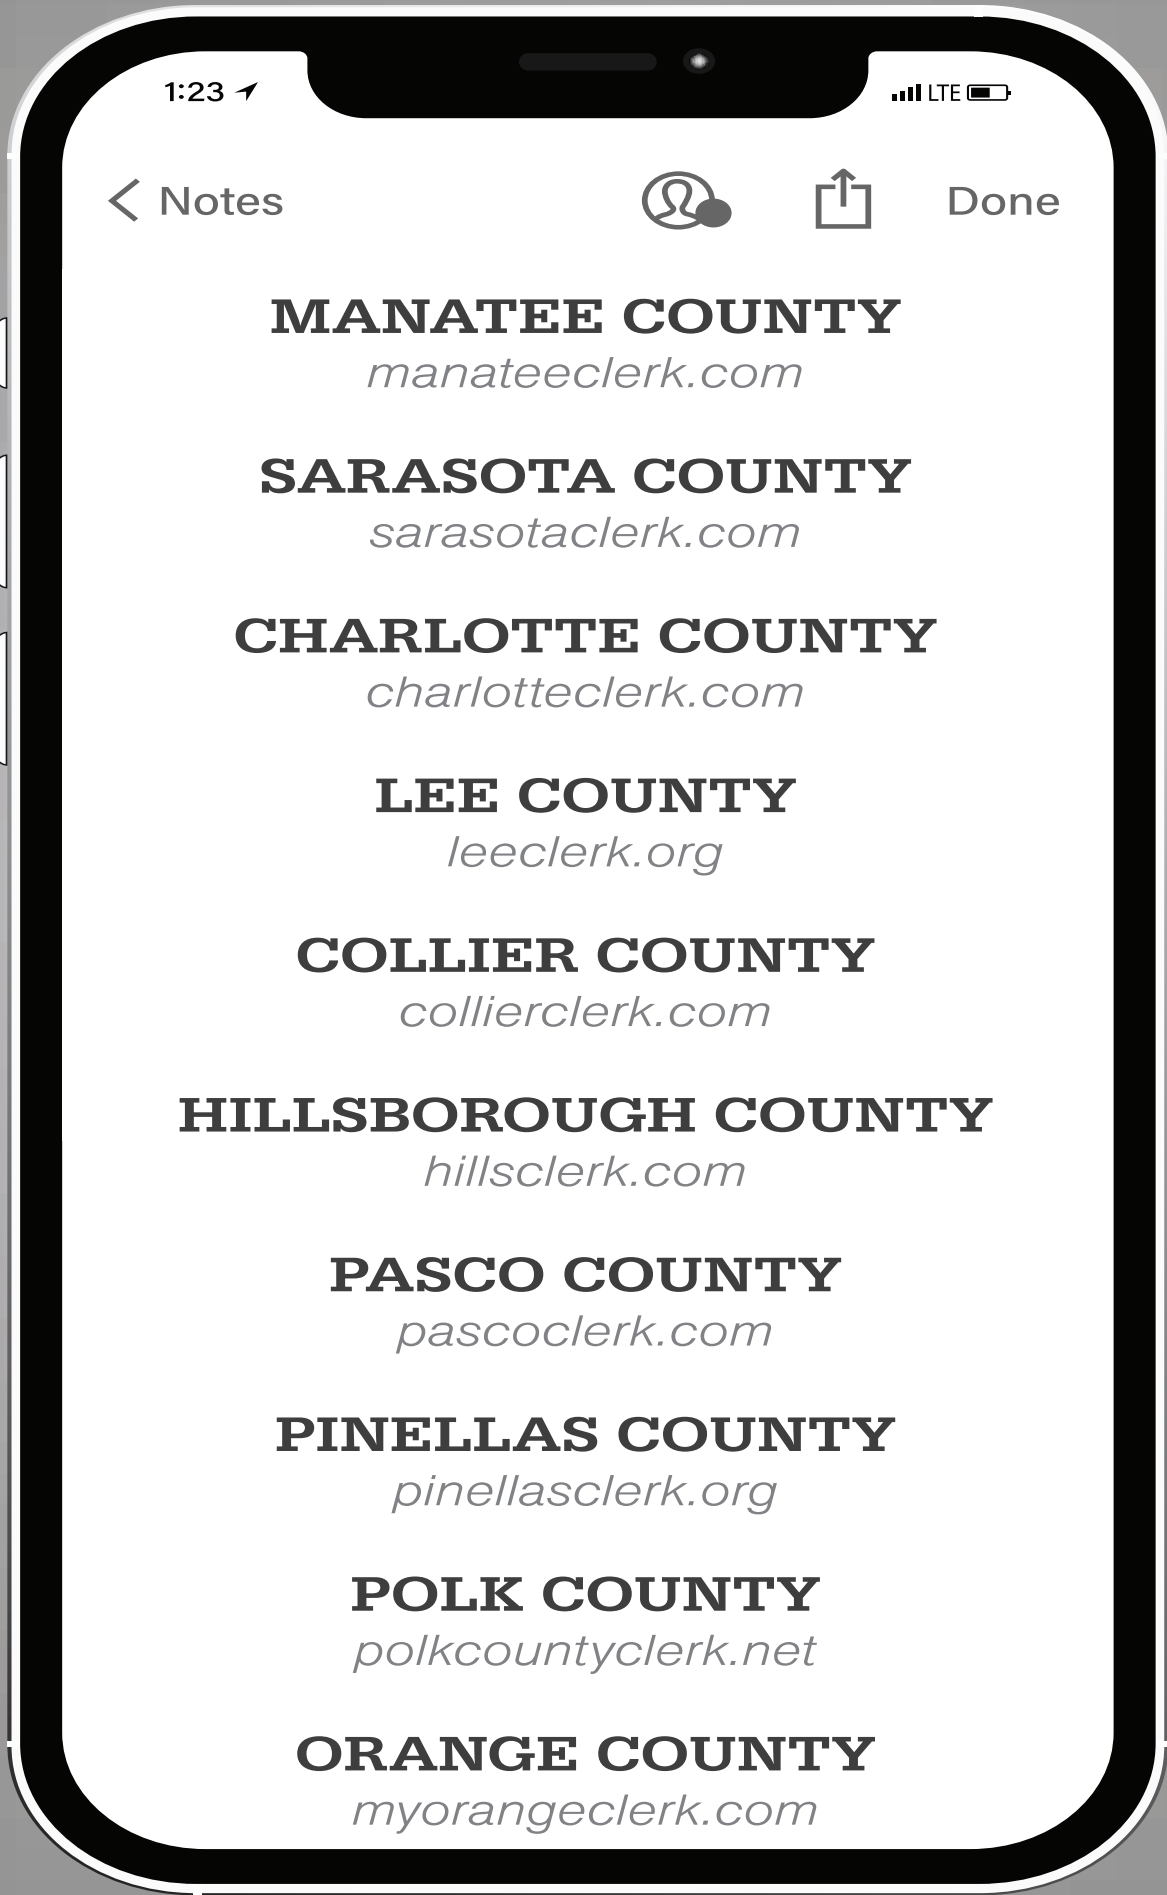 1:23 LTE
Notes Done
MANATEE COUNTY
manateeclerk.com
SARASOTA COUNTY
sarasotaclerk.com
CHARLOTTE COUNTY
charlotteclerk.com
LEE COUNTY
leeclerk.org
COLLIER COUNTY
collierclerk.com
HILLSBOROUGH COUNTY
hillsclerk.com
PASCO COUNTY
pascoclerk.com
PINELLAS COUNTY
pinellasclerk.org
POLK COUNTY
polkcountyclerk.net
ORANGE COUNTY
myorangeclerk.com